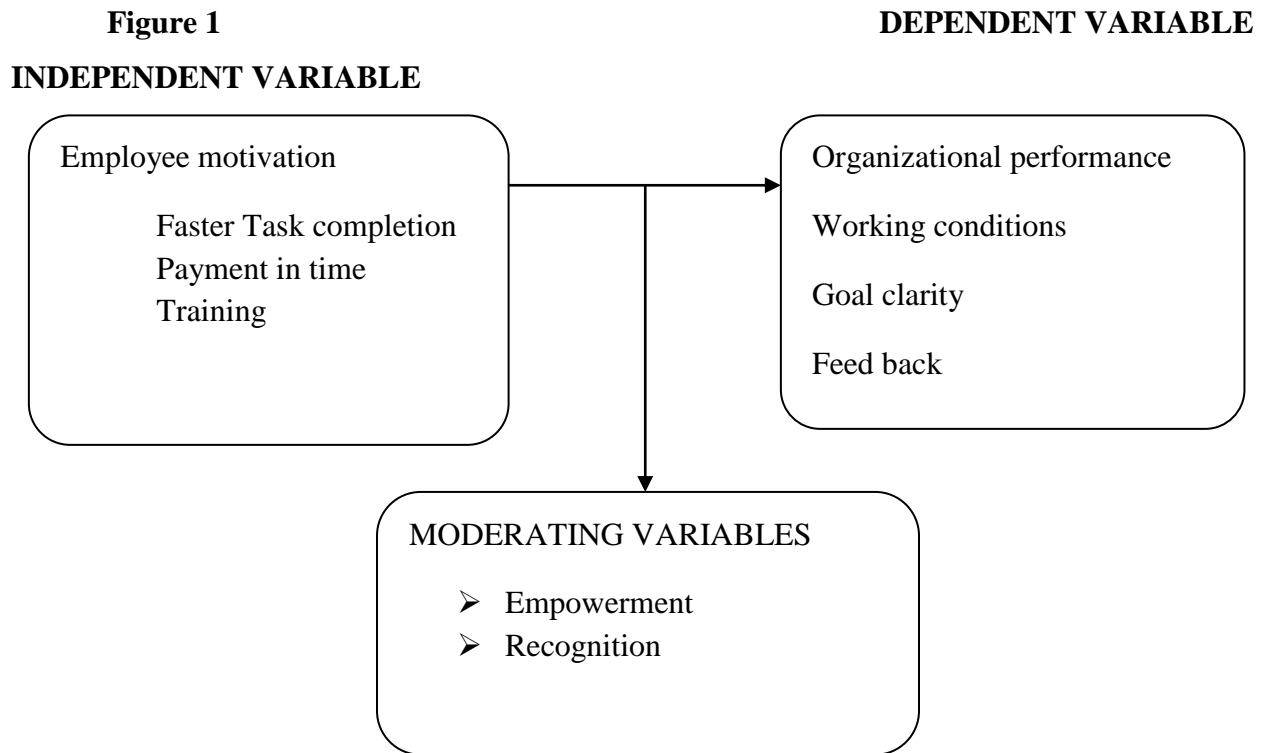 Figure 1
DEPENDENT VARIABLE
INDEPENDENT VARIABLE
Employee motivation
Faster Task completion
Payment in time
Training
Organizational performance
Working conditions
Goal clarity
Feed back
MODERATING VARIABLES
➢ Empowerment
➢ Recognition